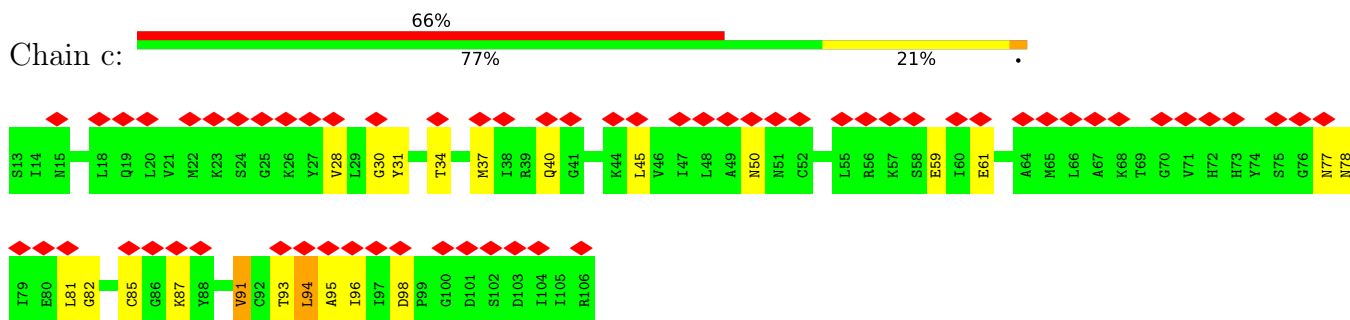 66%
Chain c:
77% 21% •
S13 I14 N15 L18 Q19 L20 V21 M22 K23 S24 G25 K26 Y27 V28 L29 G30 Y31 T34 M37 I38 R39 Q40 G41 K44 L45 V46 I47 L48 A49 N50 N51 C52 L55 R56 K57 S58 E59 I60 E61 A64 M65 L66 A67 K68 T69 G70 V71 H72 H73 Y74 S75 G76 N77 N78
I79 E80 L81 G82 C85 G86 K87 Y88 V91 C92 T93 L94 A95 I96 I97 D98 P99 G100 D101 S102 D103 I104 I105 R106